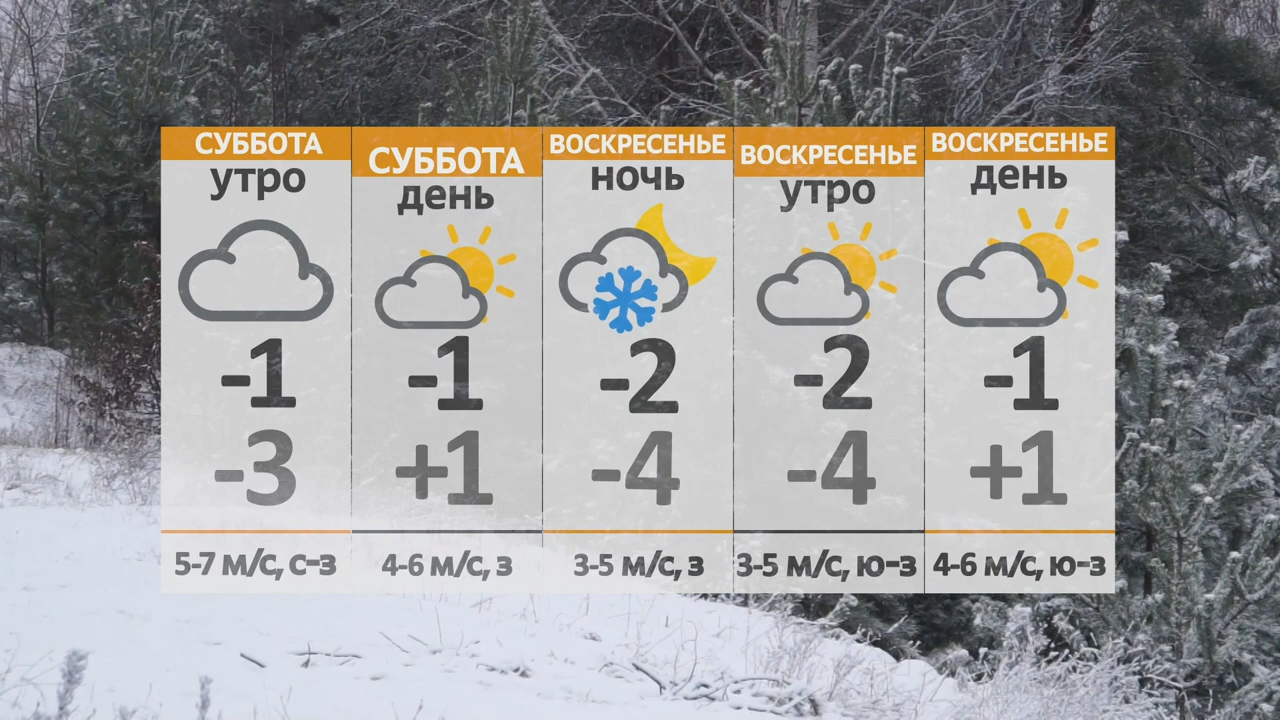 СУББОТА
утро
-1
-3
5-7 м/с, с-з
СУББОТА
день
-1
+1
4-6 м/с, з
ВОСКРЕСЕНЬЕ
ночь
-2
-4
3-5 м/с, з
ВОСКРЕСЕНЬЕ
утро
-2
-4
3-5 м/с, ю-з
ВОСКРЕСЕНЬЕ
день
-1
+1
4-6 м/с, ю-з